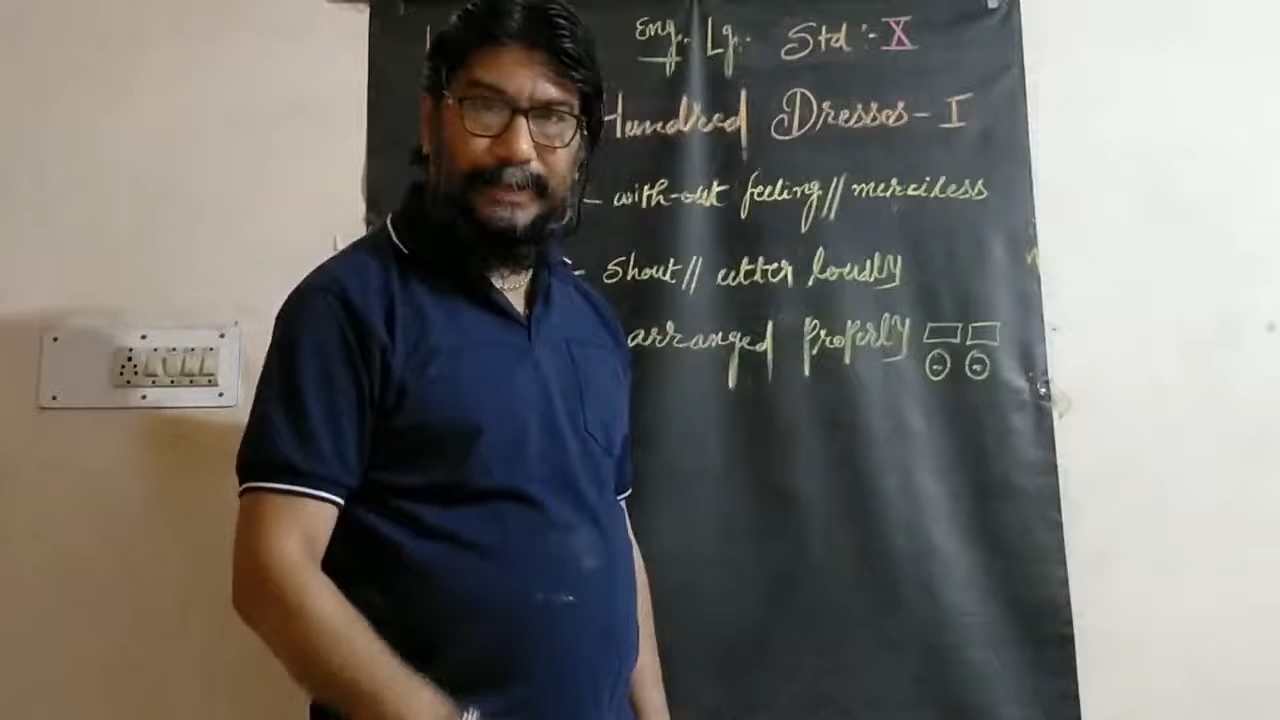 Eng. Lg. Std :- X
Hundred Dresses - I
- with-out feeling // merciless
- Shout // utter loudly
arranged properly